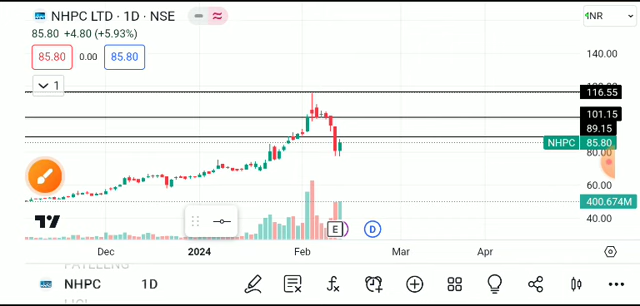 NHPC LTD · 1D · NSE
INR
85.80 +4.80 (+5.93%)
85.80 0.00 85.80
1
140.00
116.55
101.15
89.15
NHPC 85.80
80.00
60.00
400.674M
40.00
E D
Dec 2024 Feb Mar Apr
NHPC 1D